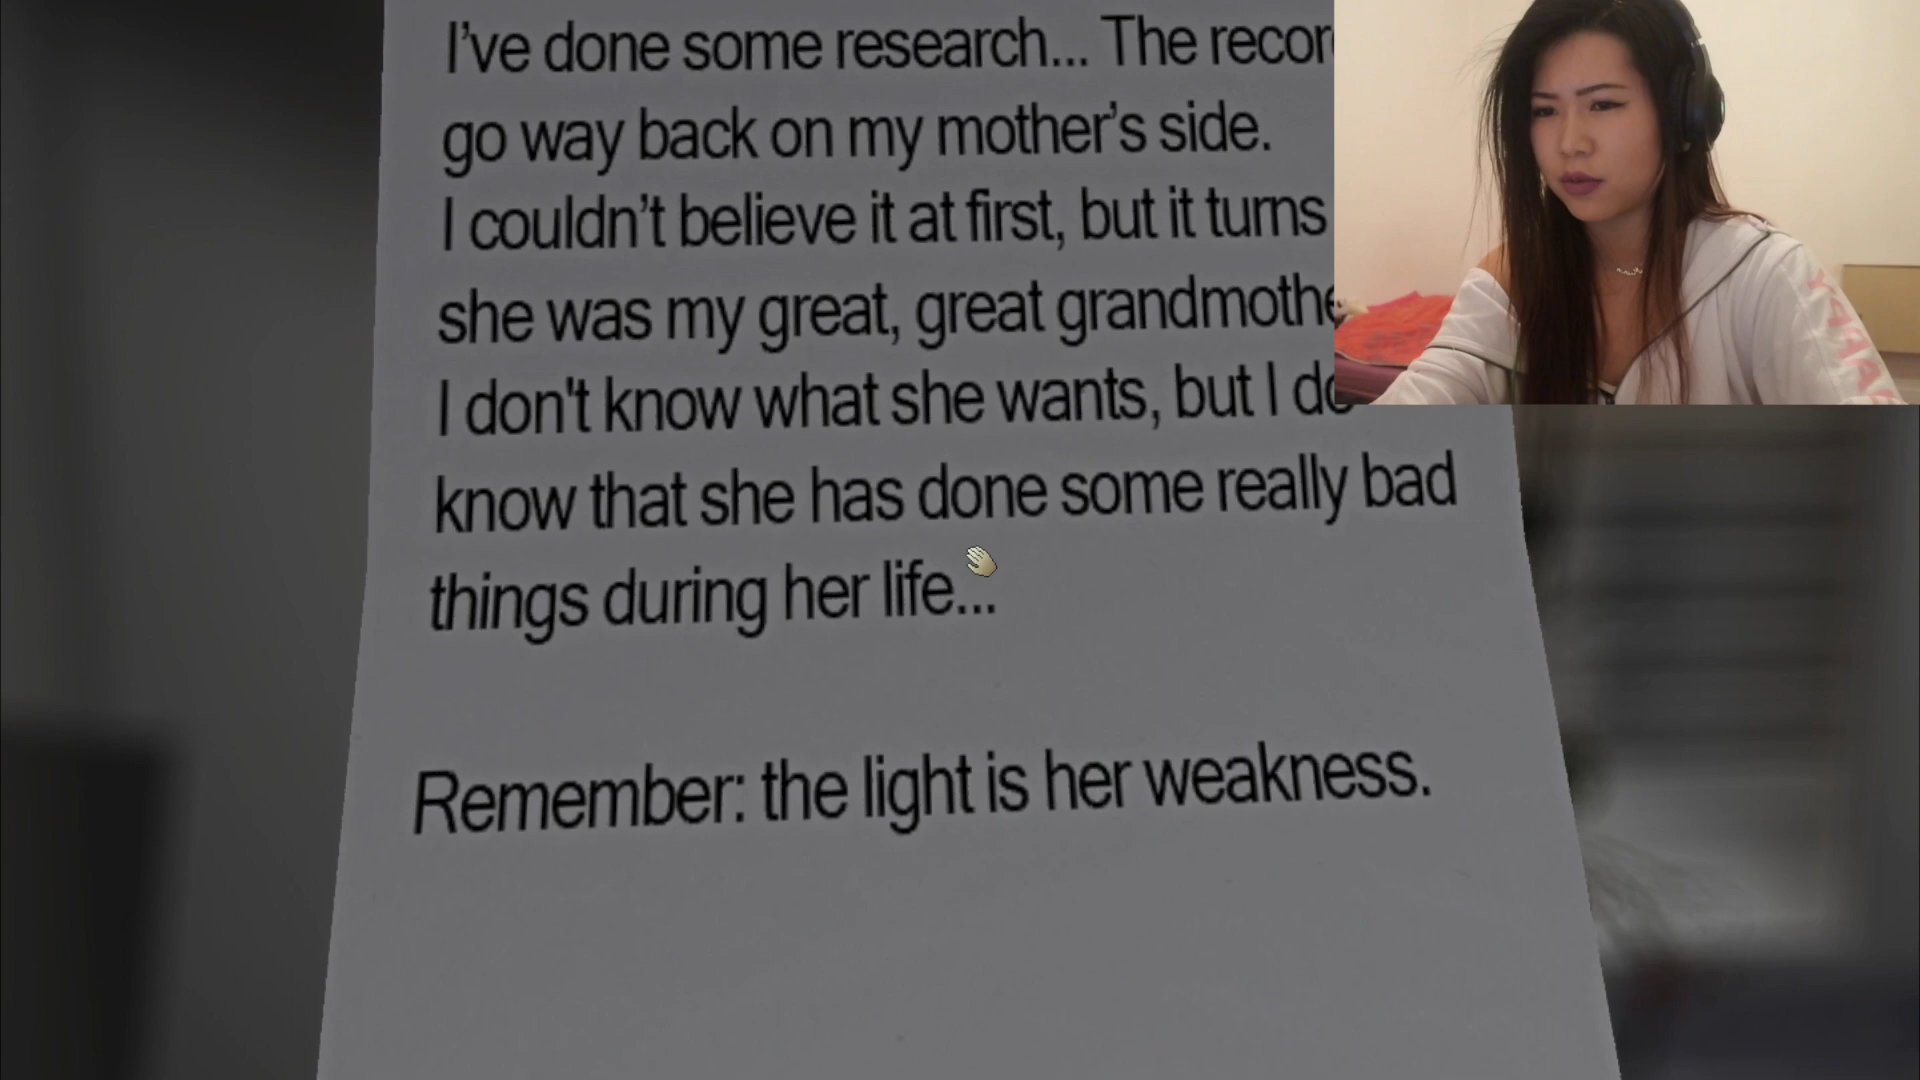 I've done some research... The recor
go way back on my mother's side.
I couldn't believe it at first, but it turns
she was my great, great grandmothe
I don't know what she wants, but I do
know that she has done some really bad
things during her life...
Remember: the light is her weakness.